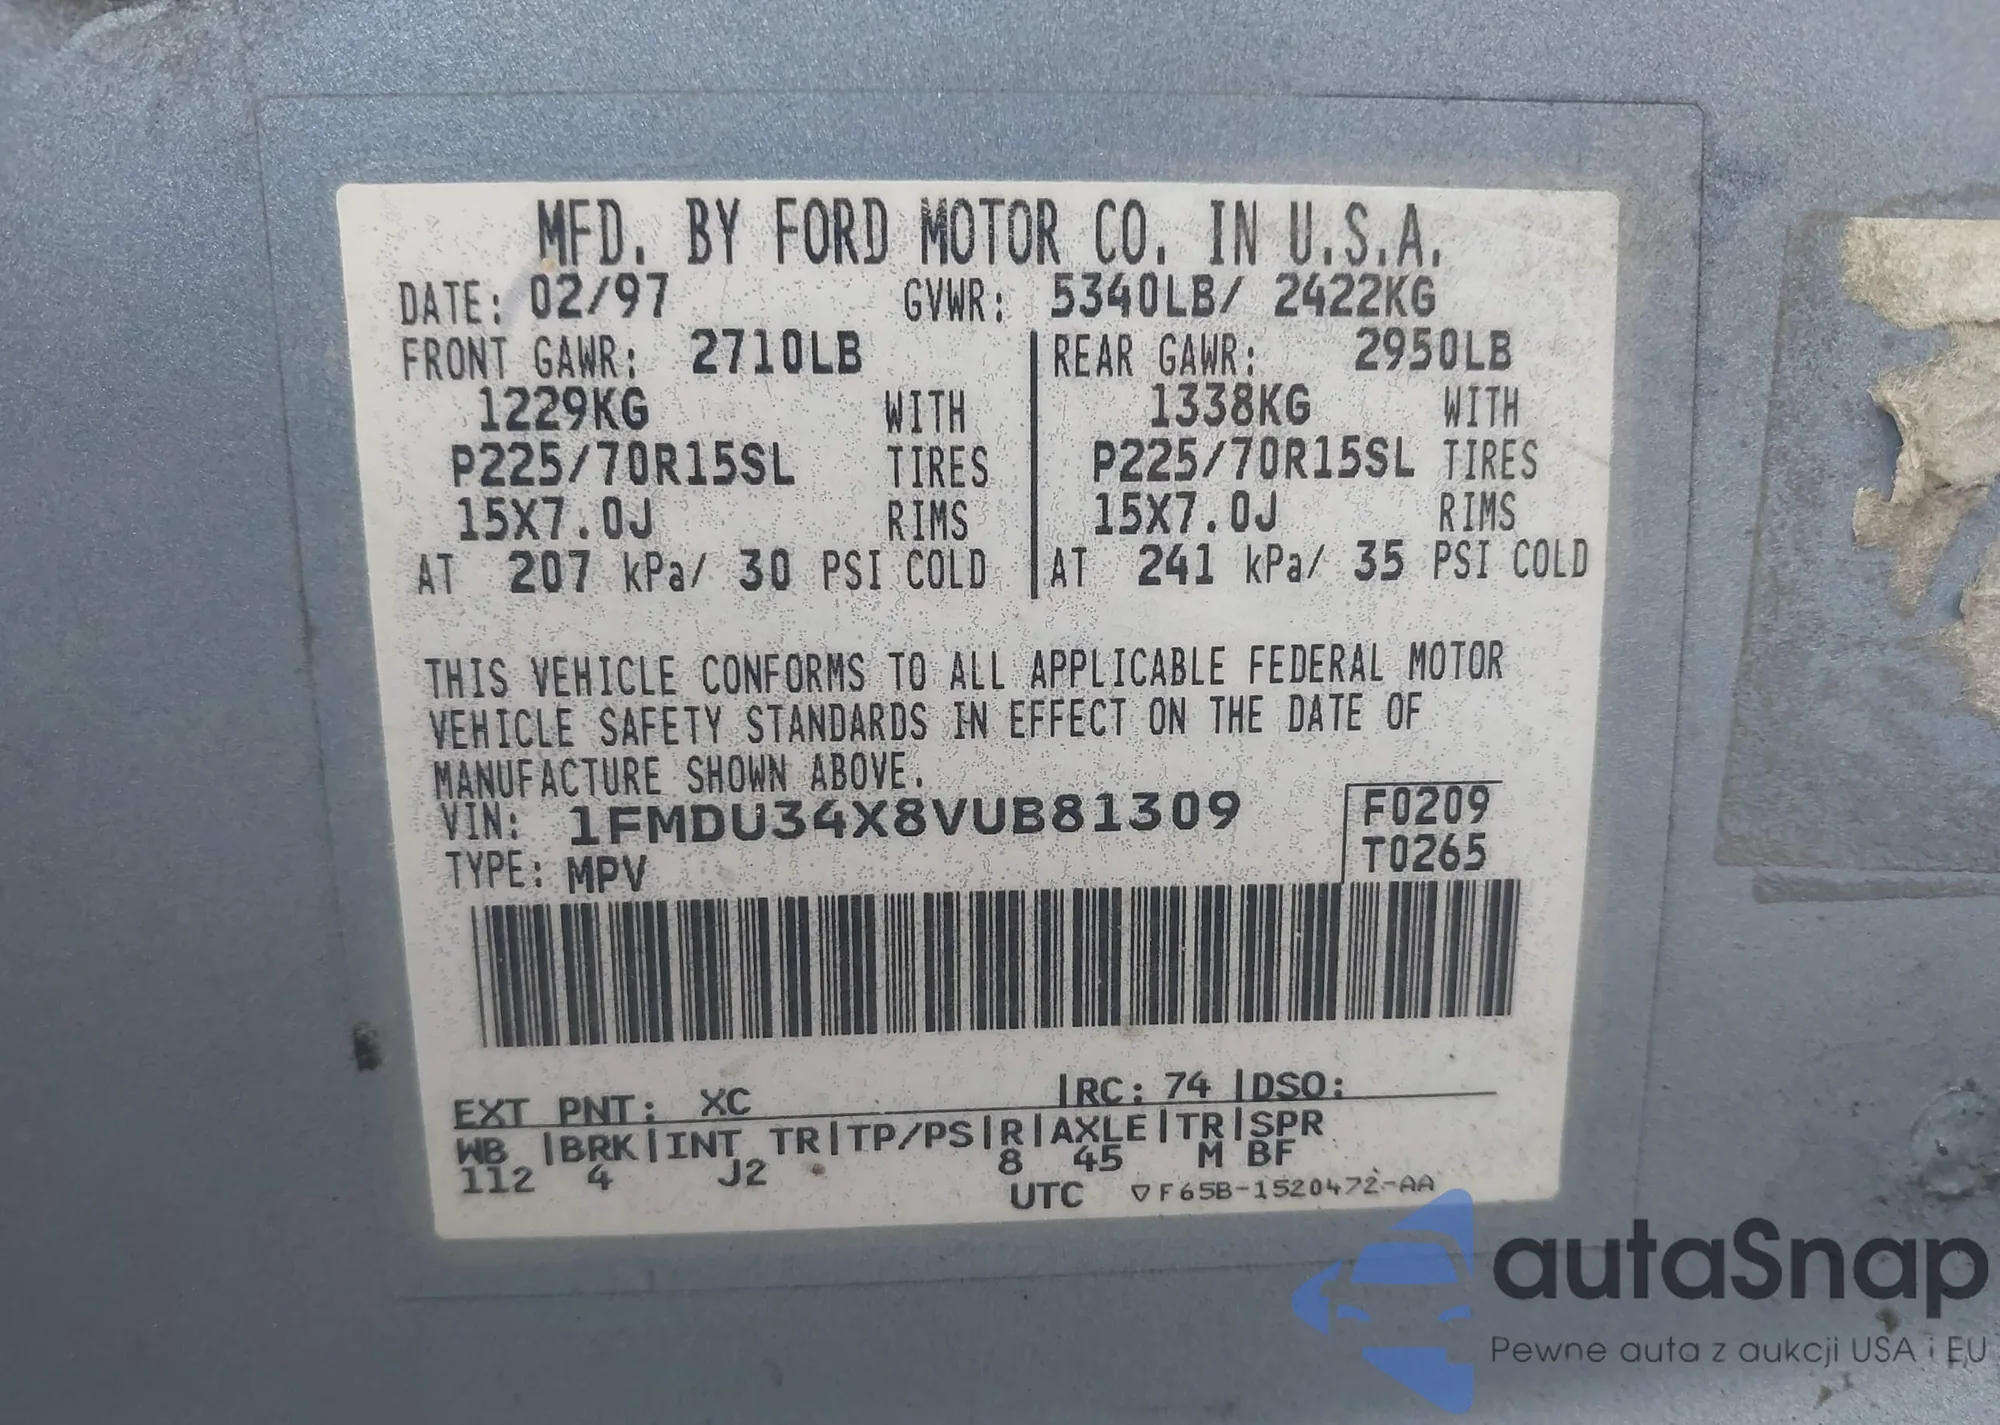 MFD. BY FORD MOTOR CO. IN U.S.A.
DATE: 02/97 GVWR: 5340LB/ 2422KG
FRONT GAWR: 2710LB REAR GAWR: 2950LB
1229KG WITH 1338KG WITH
P225/70R15SL TIRES P225/70R15SL TIRES
15X7.0J RIMS 15X7.0J RIMS
AT 207 kPa/ 30 PSI COLD AT 241 kPa/ 35 PSI COLD
THIS VEHICLE CONFORMS TO ALL APPLICABLE FEDERAL MOTOR
VEHICLE SAFETY STANDARDS IN EFFECT ON THE DATE OF
MANUFACTURE SHOWN ABOVE.
VIN: 1FMDU34X8VUB81309 F0209
TYPE: MPV T0265
EXT PNT: XC |RC: 74 |DSO:
WB |BRK|INT TR|TP/PS|R|AXLE|TR|SPR
112 4 J2 8 45 M BF
UTC ▽F65B-1520472-AA
autaSnap
Pewne auta z aukcji USA i EU